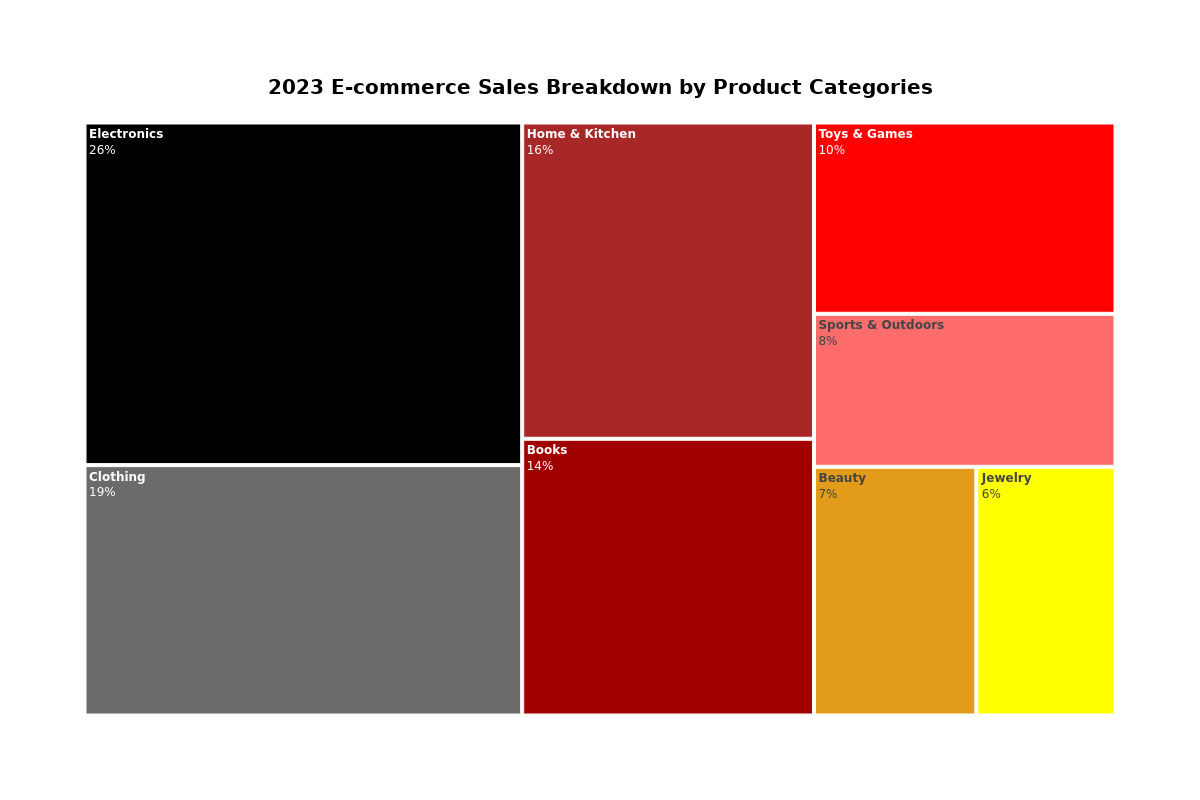 2023 E-commerce Sales Breakdown by Product Categories
Electronics
26%
Clothing
19%
Home & Kitchen
16%
Books
14%
Toys & Games
10%
Sports & Outdoors
8%
Beauty
7%
Jewelry
6%